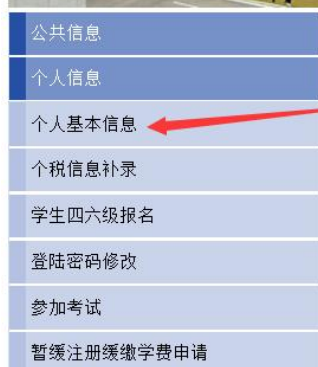 公共信息
个人信息
个人基本信息
个税信息补录
学生四六级报名
登陆密码修改
参加考试
暂缓注册缓缴学费申请